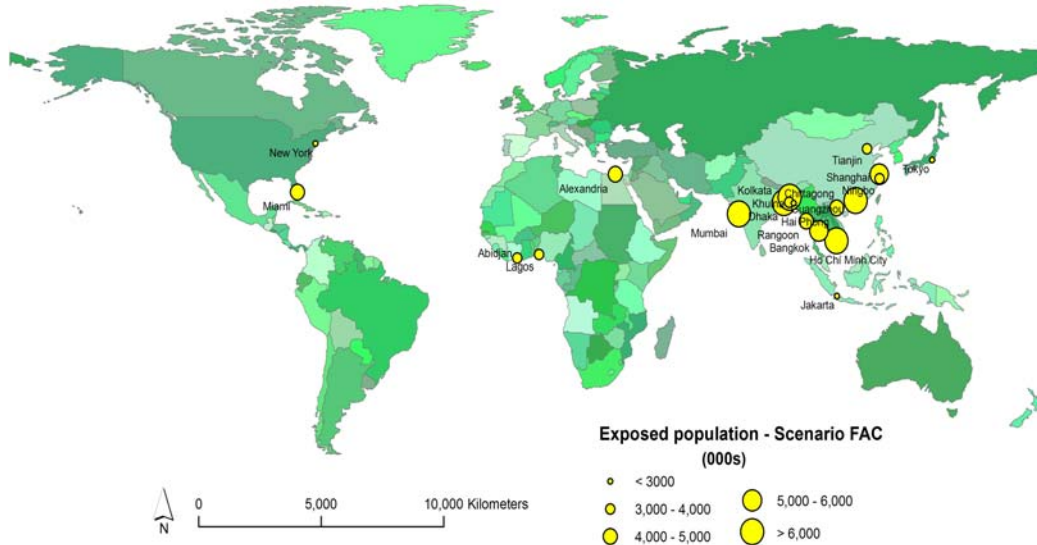 New York
Miami
Alexandria
Abidjan
Lagos
Tianjin
Tokyo
Shanghai
Ningbo
Kolkata
Chittagong
Khulna
Guangzhou
Dhaka
Hai Phong
Mumbai
Rangoon
Bangkok
Ho Chi Minh City
Jakarta
Exposed population - Scenario FAC
(000s)
< 3000
3,000 - 4,000
4,000 - 5,000
5,000 - 6,000
> 6,000
N
0 5,000 10,000 Kilometers